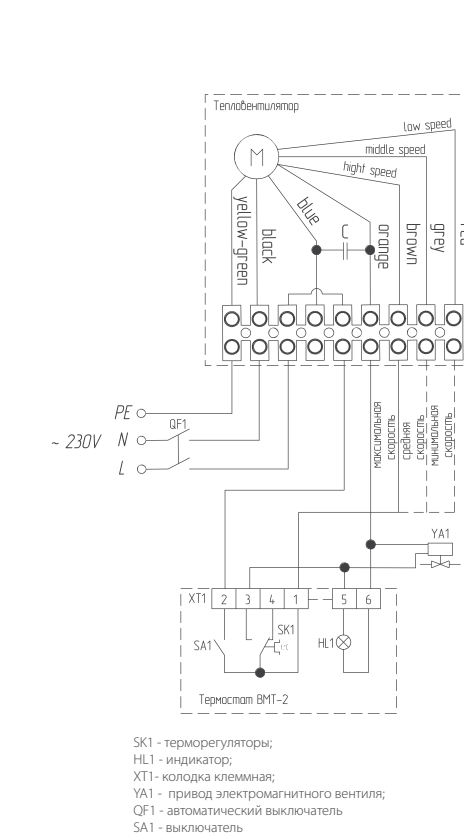 Тепловентилятор
low speed
middle speed
hight speed
M
yellow-green
black
blue
C
orange
brown
grey
PE
QF1
~ 230V N
L
максимальная
скорость
средняя
скорость
минимальная
скорость
YA1
XT1 2 3 4 1 5 6
SK1
SA1
t°C
HL1
Термостат ВМТ-2
SK1 - терморегуляторы;
HL1 - индикатор;
XT1- колодка клеммная;
YA1 - привод электромагнитного вентиля;
QF1 - автоматический выключатель
SA1 - выключатель